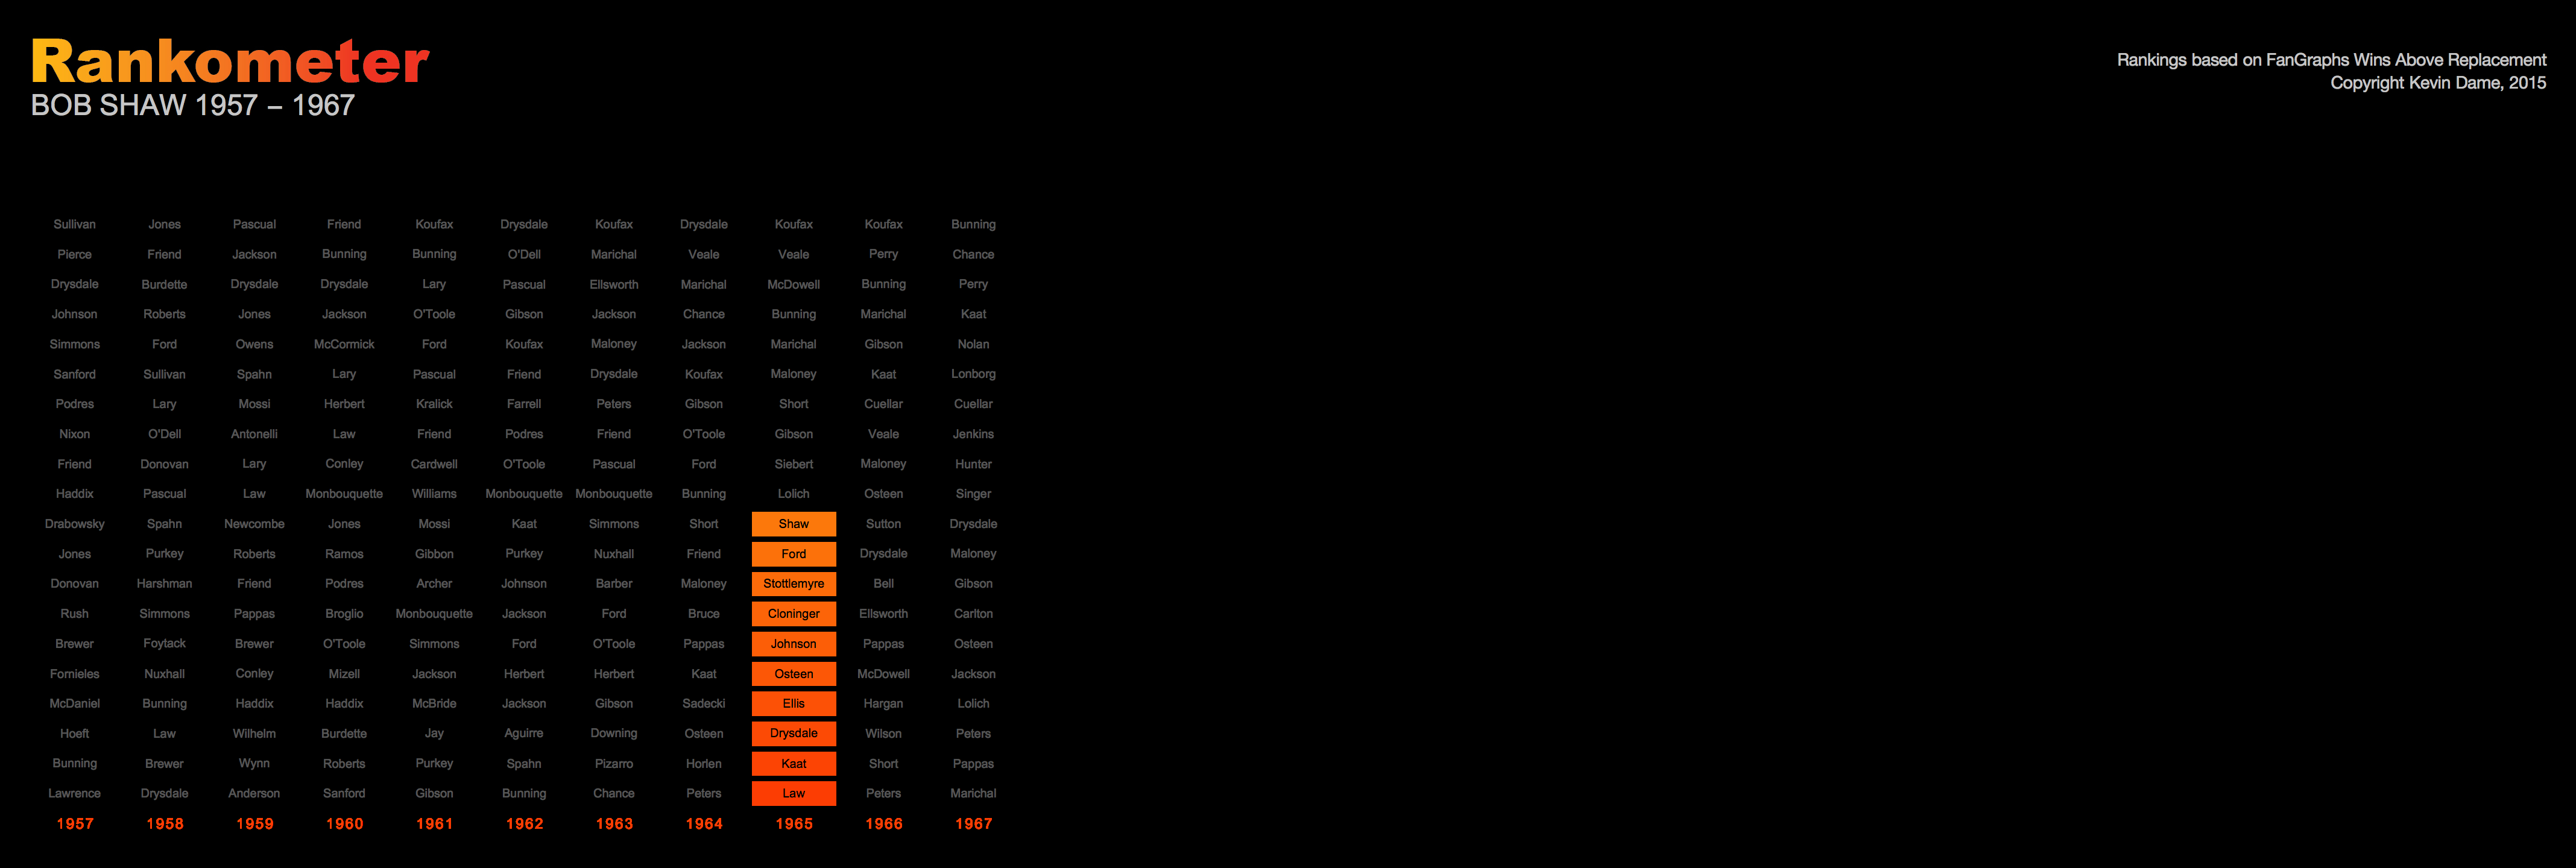 Rankometer
BOB SHAW 1957 – 1967
Rankings based on FanGraphs Wins Above Replacement
Copyright Kevin Dame, 2015
Sullivan Jones Pascual Friend Koufax Drysdale Koufax Drysdale Koufax Koufax Bunning
Pierce Friend Jackson Bunning Bunning O'Dell Marichal Veale Veale Perry Chance
Drysdale Burdette Drysdale Drysdale Lary Pascual Ellsworth Marichal McDowell Bunning Perry
Johnson Roberts Jones Jackson O'Toole Gibson Jackson Chance Bunning Marichal Kaat
Simmons Ford Owens McCormick Ford Koufax Maloney Jackson Marichal Gibson Nolan
Sanford Sullivan Spahn Lary Pascual Friend Drysdale Koufax Maloney Kaat Lonborg
Podres Lary Mossi Herbert Kralick Farrell Peters Gibson Short Cuellar Cuellar
Nixon O'Dell Antonelli Law Friend Podres Friend O'Toole Gibson Veale Jenkins
Friend Donovan Lary Conley Cardwell O'Toole Pascual Ford Siebert Maloney Hunter
Haddix Pascual Law Monbouquette Williams Monbouquette Monbouquette Bunning Lolich Osteen Singer
Drabowsky Spahn Newcombe Jones Mossi Kaat Simmons Short Shaw Sutton Drysdale
Jones Purkey Roberts Ramos Gibbon Purkey Nuxhall Friend Ford Drysdale Maloney
Donovan Harshman Friend Podres Archer Johnson Barber Maloney Stottlemyre Bell Gibson
Rush Simmons Pappas Broglio Monbouquette Jackson Ford Bruce Cloninger Ellsworth Carlton
Brewer Foytack Brewer O'Toole Simmons Ford O'Toole Pappas Johnson Pappas Osteen
Fornieles Nuxhall Conley Mizell Jackson Herbert Herbert Kaat Osteen McDowell Jackson
McDaniel Bunning Haddix Haddix McBride Jackson Gibson Sadecki Ellis Hargan Lolich
Hoeft Law Wilhelm Burdette Jay Aguirre Downing Osteen Drysdale Wilson Peters
Bunning Brewer Wynn Roberts Purkey Spahn Pizarro Horlen Kaat Short Pappas
Lawrence Drysdale Anderson Sanford Gibson Bunning Chance Peters Law Peters Marichal
1957 1958 1959 1960 1961 1962 1963 1964 1965 1966 1967